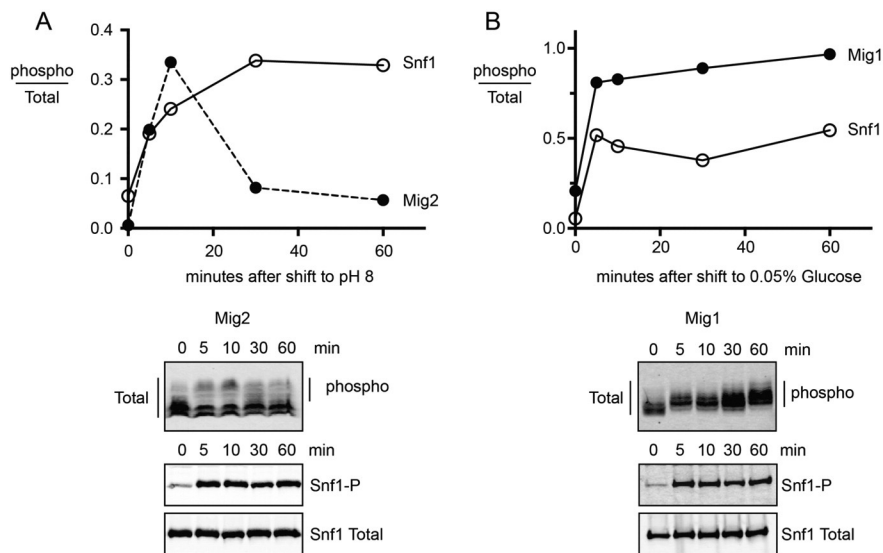 A
phospho
Total
0.4
0.3
0.2
0.1
0.0
0 20 40 60
Snf1
Mig2
minutes after shift to pH 8
Mig2
0 5 10 30 60 min
Total
phospho
0 5 10 30 60 min
Snf1-P
Snf1 Total
B
phospho
Total
1.0
0.5
0.0
0 20 40 60
Mig1
Snf1
minutes after shift to 0.05% Glucose
Mig1
0 5 10 30 60 min
Total
phospho
0 5 10 30 60 min
Snf1-P
Snf1 Total